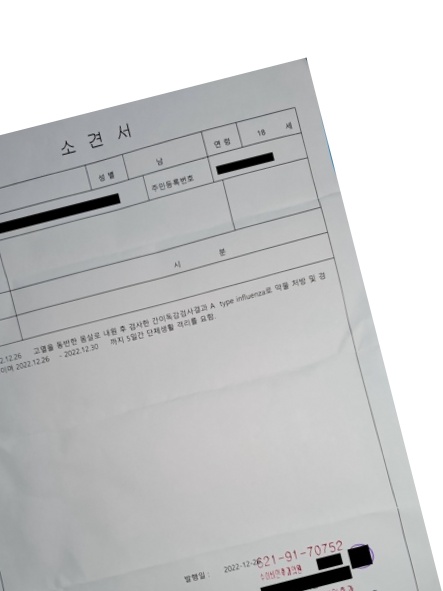 소 견 서
성 별 남 연 령 18 세
주민등록번호
시 분
2.12.26 고열을 동반한 몸살로 내원 후 검사한 간이독감검사결과 A type influenza로 약물 처방 및 경
이며 2022.12.26 - 2022.12.30 까지 5일간 단체생활 격리를 요함.
발행일 : 2022-12-26
621-91-70752